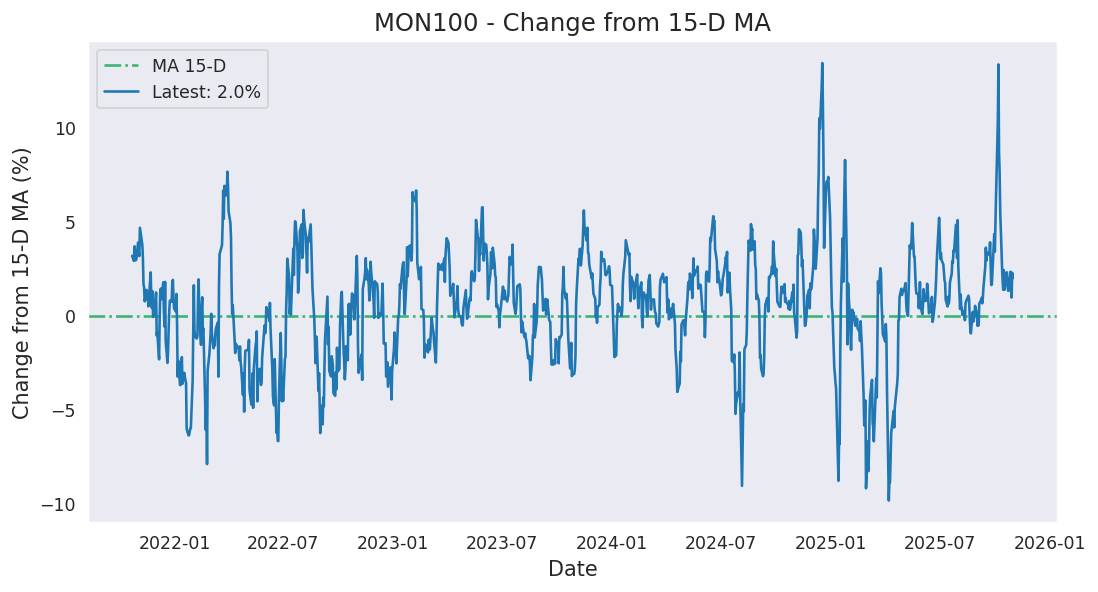 MON100 - Change from 15-D MA
MA 15-D
Latest: 2.0%
Change from 15-D MA (%)
10
5
0
−5
−10
2022-01
2022-07
2023-01
2023-07
2024-01
2024-07
2025-01
2025-07
2026-01
Date